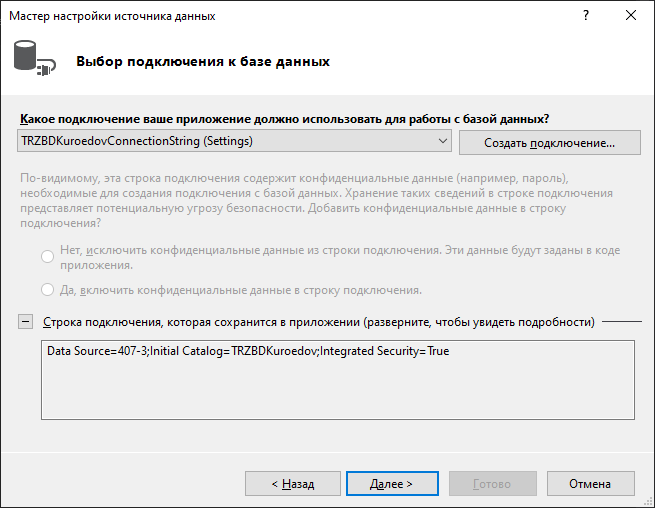 Мастер настройки источника данных
?
Выбор подключения к базе данных
Какое подключение ваше приложение должно использовать для работы с базой данных?
TRZBDKuroedovConnectionString (Settings)
Создать подключение...
По-видимому, эта строка подключения содержит конфиденциальные данные (например, пароль),
необходимые для создания подключения с базой данных. Хранение таких сведений в строке подключения
представляет потенциальную угрозу безопасности. Добавить конфиденциальные данные в строку
подключения?
Нет, исключить конфиденциальные данные из строки подключения. Эти данные будут заданы в коде
приложения.
Да, включить конфиденциальные данные в строку подключения.
Строка подключения, которая сохранится в приложении (разверните, чтобы увидеть подробности)
Data Source=407-3;Initial Catalog=TRZBDKuroedov;Integrated Security=True
< Назад
Далее >
Готово
Отмена